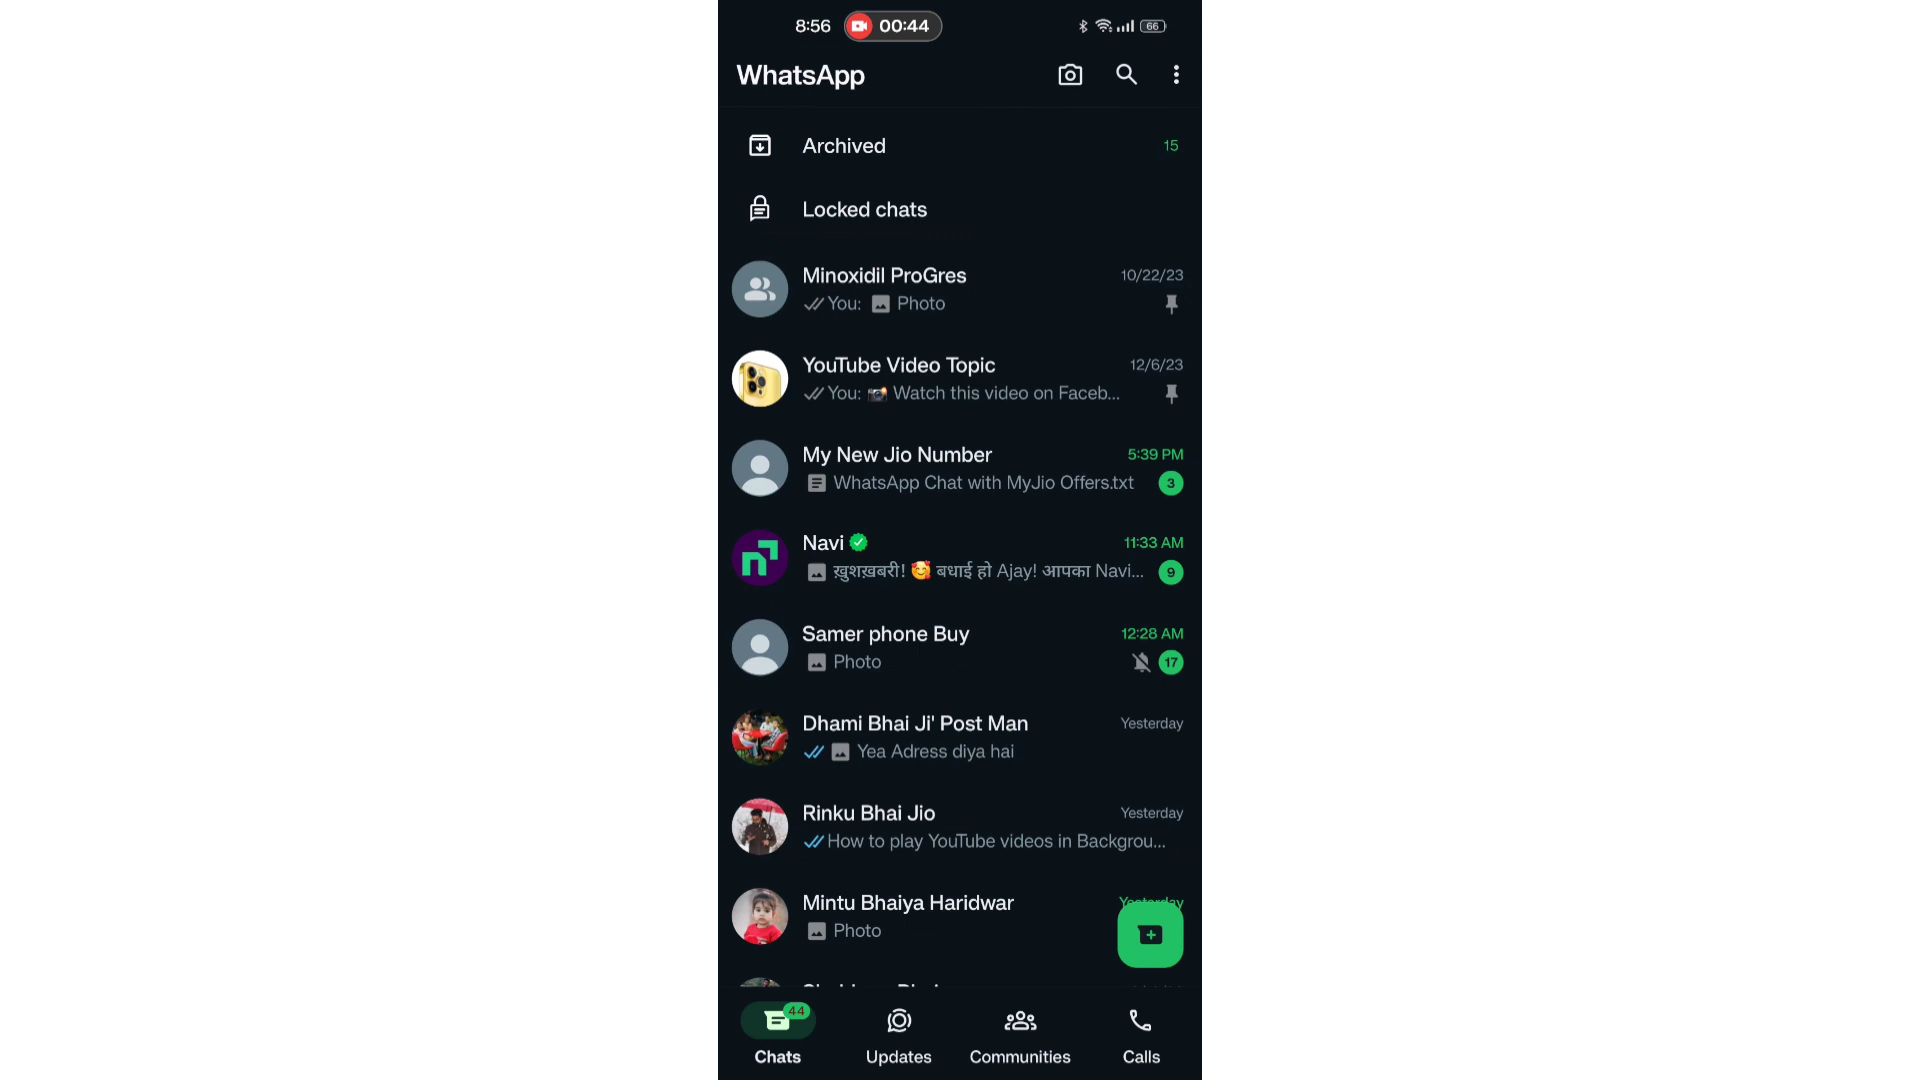 8:56 00:44 66
WhatsApp
Archived 15
Locked chats
Minoxidil ProGres 10/22/23
You: Photo
YouTube Video Topic 12/6/23
You: 📸 Watch this video on Faceb...
My New Jio Number 5:39 PM
WhatsApp Chat with MyJio Offers.txt 3
Navi 11:33 AM
ख़ुशख़बरी! 🥰 बधाई हो Ajay! आपका Navi... 9
Samer phone Buy 12:28 AM
Photo 17
Dhami Bhai Ji' Post Man Yesterday
Yea Adress diya hai
Rinku Bhai Jio Yesterday
How to play YouTube videos in Backgrou...
Mintu Bhaiya Haridwar Yesterday
Photo
44
Chats Updates Communities Calls